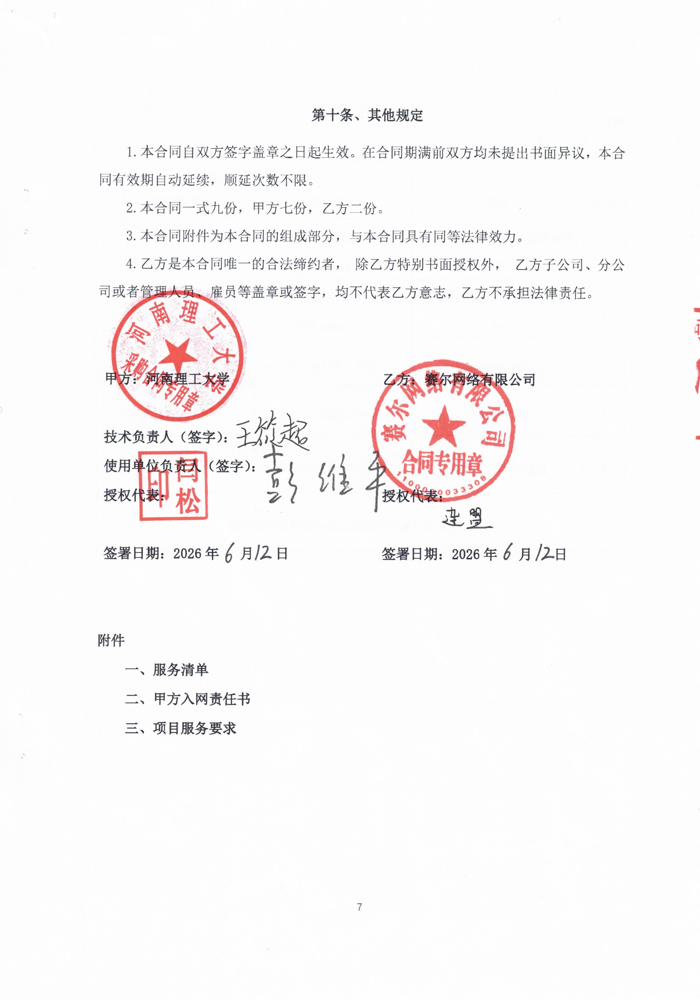 第十条、其他规定
1.本合同自双方签字盖章之日起生效。在合同期满前双方均未提出书面异议，本合
同有效期自动延续，顺延次数不限。
2.本合同一式九份，甲方七份，乙方二份。
3.本合同附件为本合同的组成部分，与本合同具有同等法律效力。
4.乙方是本合同唯一的合法缔约者， 除乙方特别书面授权外， 乙方子公司、分公
司或者管理人员、雇员等盖章或签字，均不代表乙方意志，乙方不承担法律责任。
河南理工大学
采购合同专用章
甲方：河南理工大学
乙方：赛尔网络有限公司
赛尔网络有限公司
合同专用章
技术负责人（签字）：王筱超
使用单位负责人（签字）：彭维平
授权代表：
闫松印
授权代表：
连盟
签署日期：2026年6月12日
签署日期：2026年6月12日
附件
一、服务清单
二、甲方入网责任书
三、项目服务要求
7